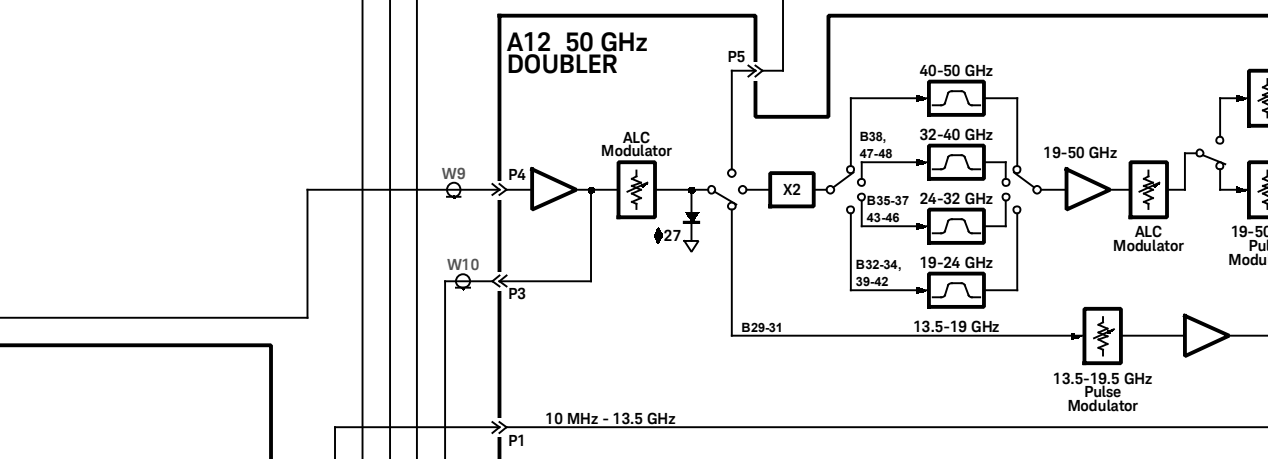 A12 50 GHz
DOUBLER
P5
40-50 GHz
ALC
Modulator
B38,
47-48
32-40 GHz
19-50 GHz
W9
P4
X2
B35-37
43-46
24-32 GHz
27
ALC
Modulator
W10
P3
B32-34,
39-42
19-24 GHz
B29-31
13.5-19 GHz
13.5-19.5 GHz
Pulse
Modulator
10 MHz - 13.5 GHz
P1